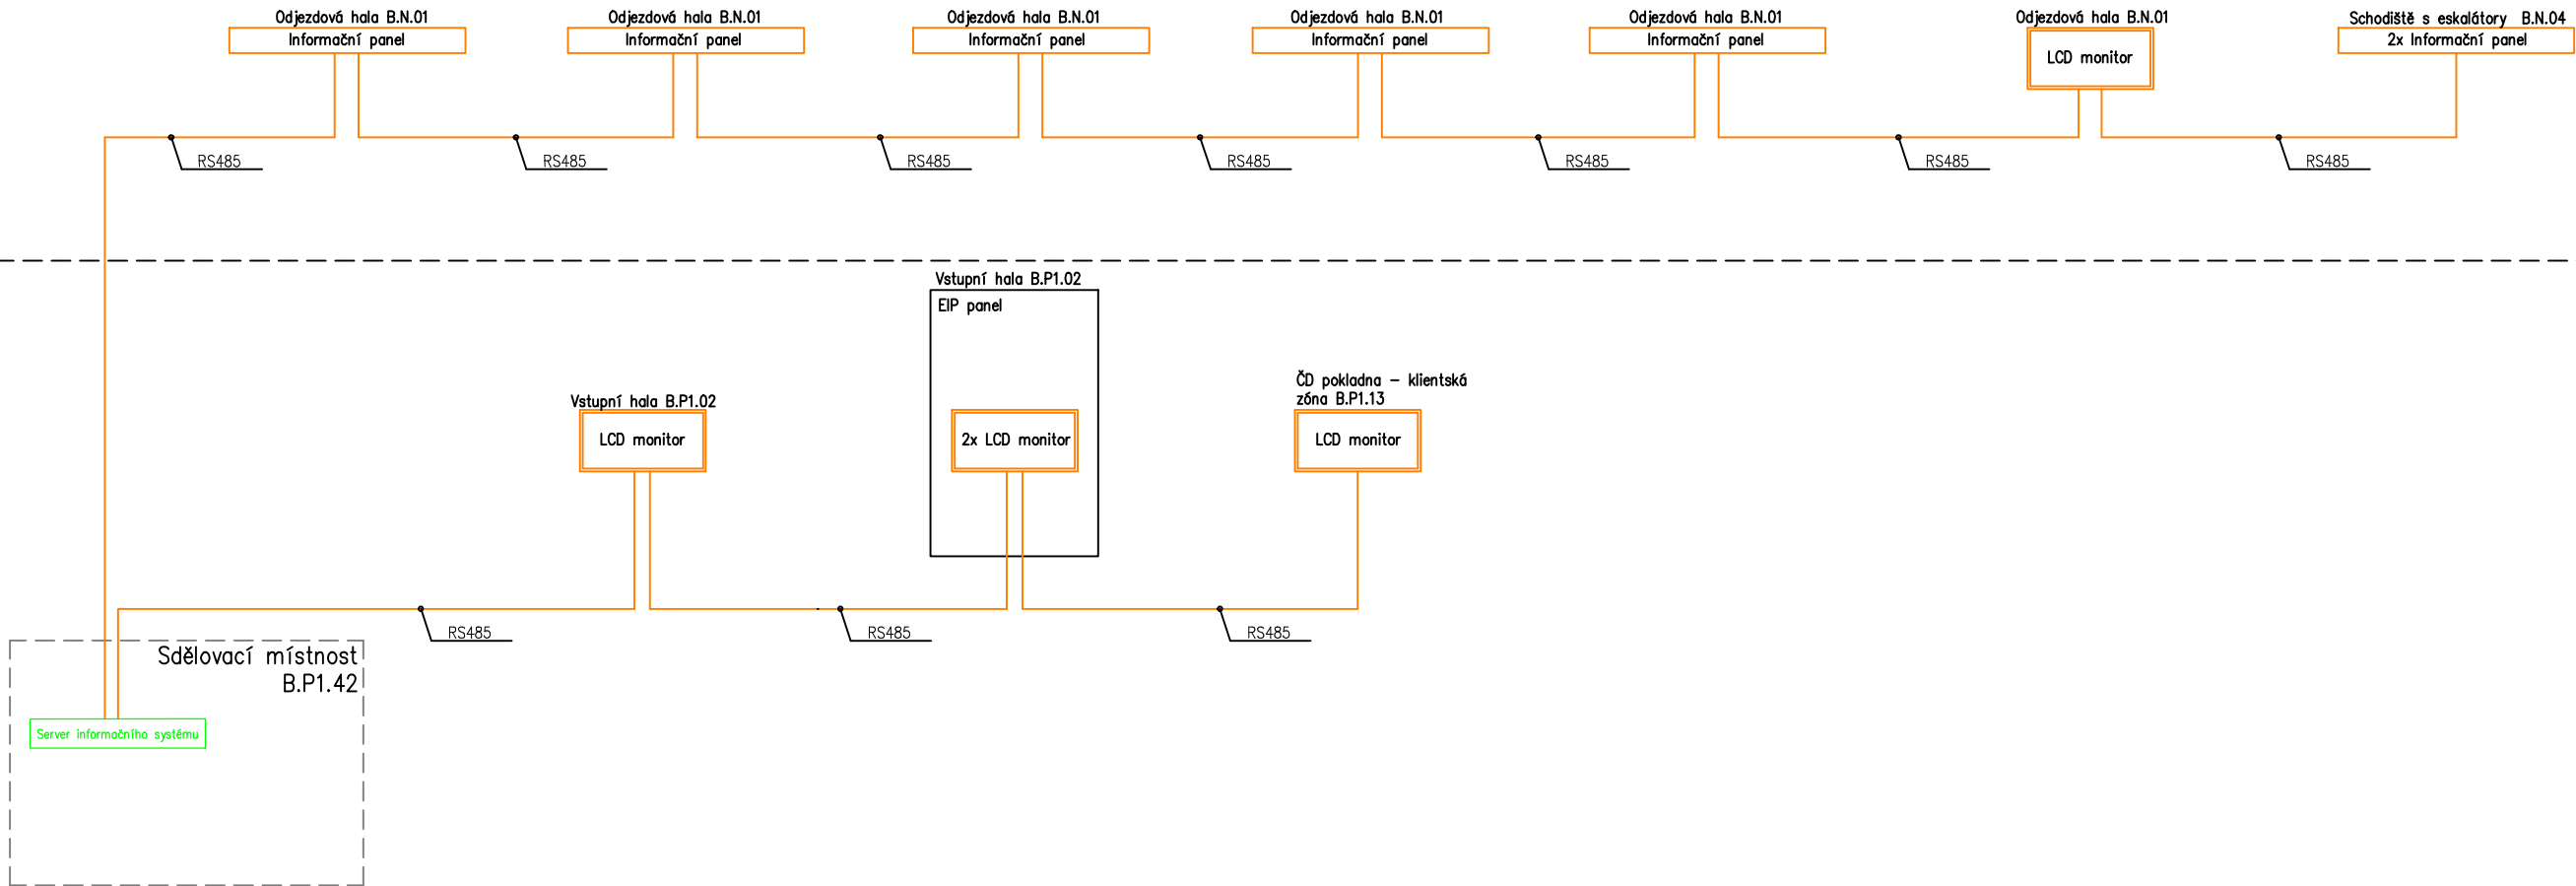 Odjezdová hala B.N.01
Informační panel
Odjezdová hala B.N.01
Informační panel
Odjezdová hala B.N.01
Informační panel
Odjezdová hala B.N.01
Informační panel
Odjezdová hala B.N.01
Informační panel
Odjezdová hala B.N.01
LCD monitor
Schodiště s eskalátory B.N.04
2x Informační panel
RS485
RS485
RS485
RS485
RS485
RS485
RS485
Vstupní hala B.P1.02
EIP panel
2x LCD monitor
Vstupní hala B.P1.02
LCD monitor
ČD pokladna – klientská
zóna B.P1.13
LCD monitor
RS485
RS485
RS485
Sdělovací místnost
B.P1.42
Server informačního systému